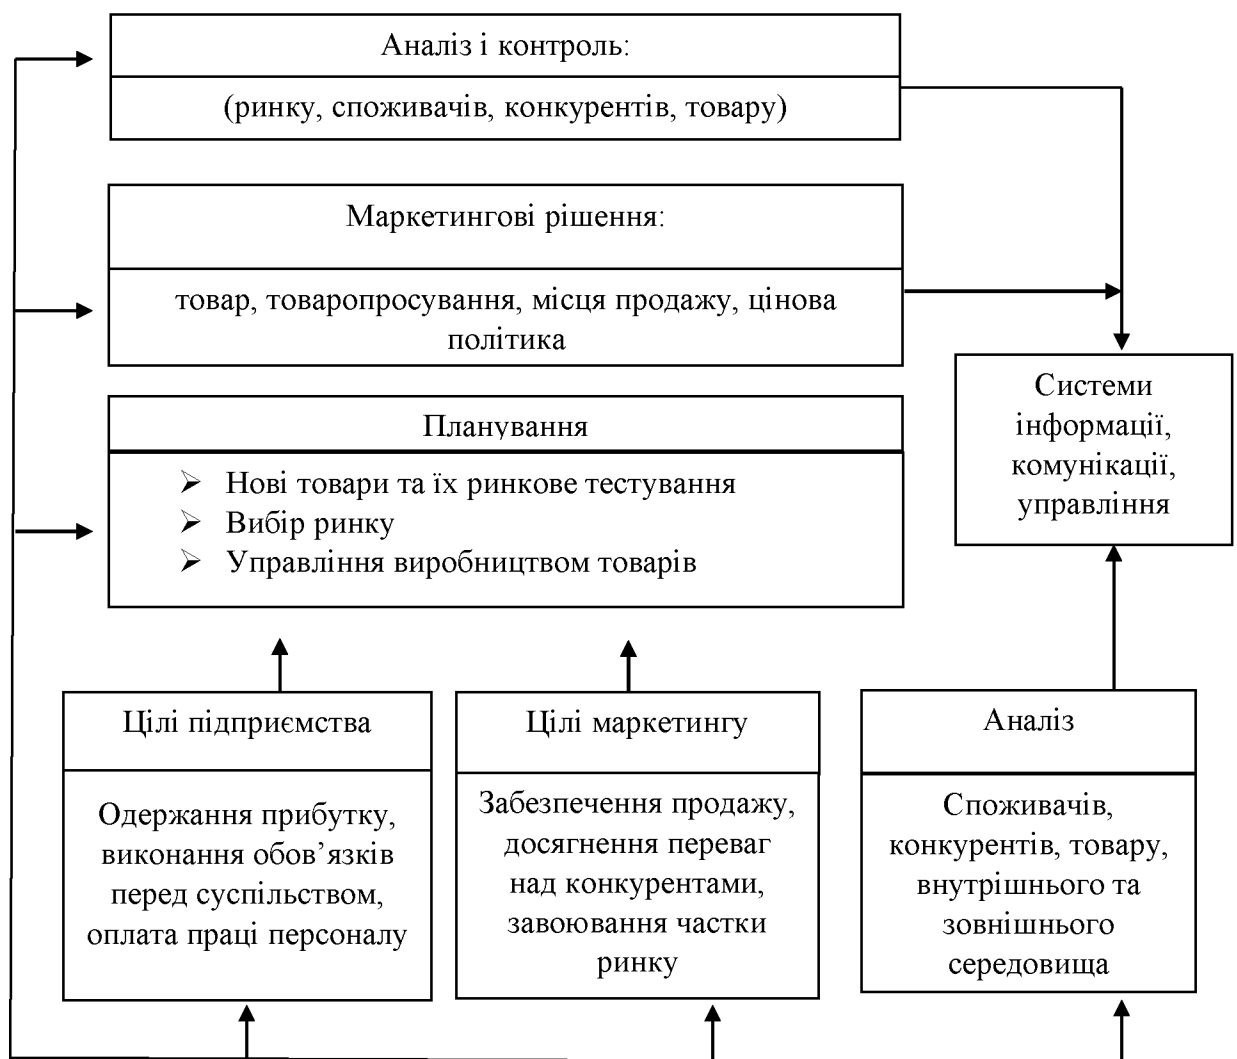 Аналіз і контроль:
(ринку, споживачів, конкурентів, товару)
Маркетингові рішення:
товар, товаропросування, місця продажу, цінова
політика
Системи
інформації,
комунікації,
управління
Планування
Нові товари та їх ринкове тестування
Вибір ринку
Управління виробництвом товарів
Цілі підприємства
Одержання прибутку,
виконання обов’язків
перед суспільством,
оплата праці персоналу
Цілі маркетингу
Забезпечення продажу,
досягнення переваг
над конкурентами,
завоювання частки
ринку
Аналіз
Споживачів,
конкурентів, товару,
внутрішнього та
зовнішнього
середовища